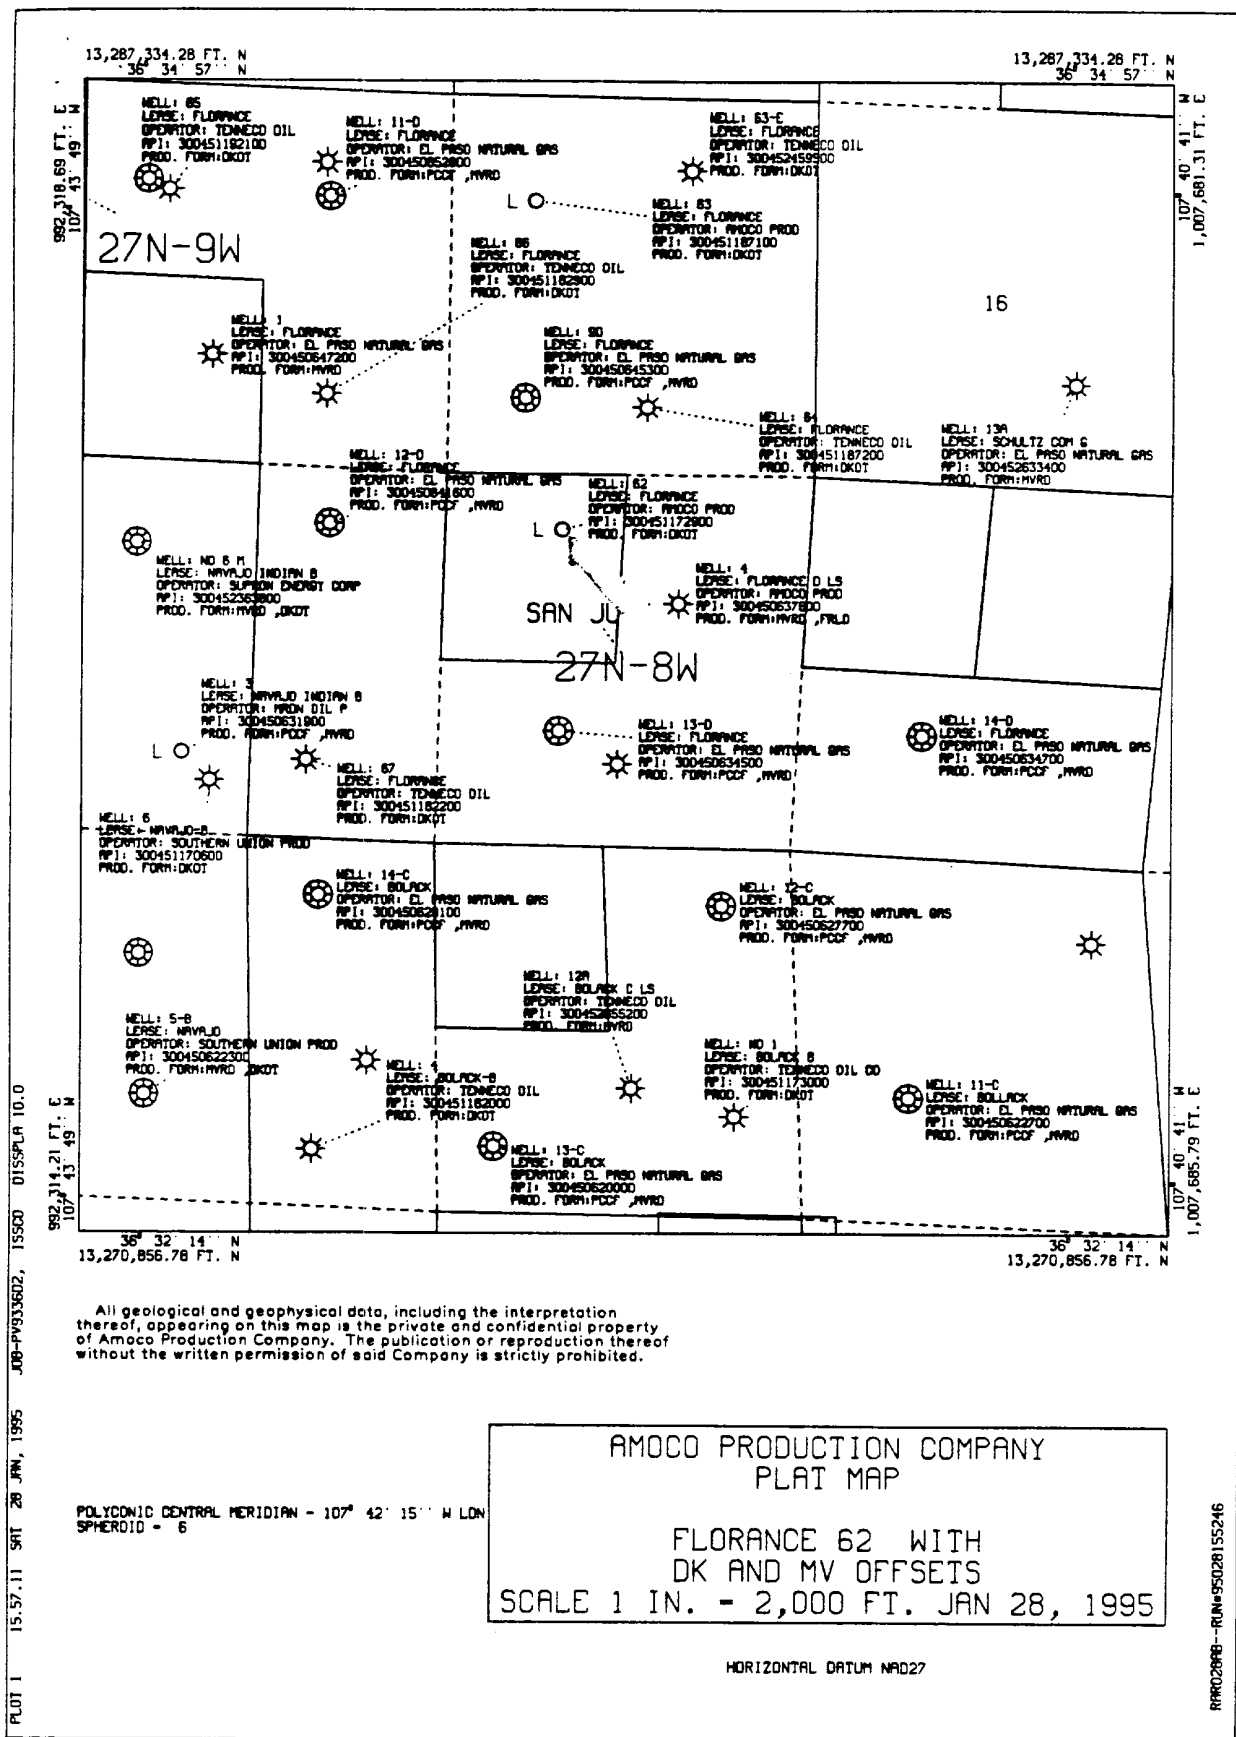 13,287,334.28 FT. N
36° 34' 57'' N
13,287,334.28 FT. N
36° 34' 57'' N
992,318.69 FT. E
107° 43' 49'' W
107° 40' 41'' W
1,007,681.31 FT. E
WELL: 85
LEASE: FLORANCE
OPERATOR: TENNECO OIL
API: 300451192100
PROD. FORM:DKOT
WELL: 11-D
LEASE: FLORANCE
OPERATOR: EL PASO NATURAL GAS
API: 300450652800
PROD. FORM:PCCF ,MVRD
WELL: 63-E
LEASE: FLORANCE
OPERATOR: TENNECO OIL
API: 300452459900
PROD. FORM:DKOT
L
WELL: 63
LEASE: FLORANCE
OPERATOR: AMOCO PROD
API: 300451187100
PROD. FORM:DKOT
27N-9W
WELL: 66
LEASE: FLORANCE
OPERATOR: TENNECO OIL
API: 300451182900
PROD. FORM:DKOT
16
WELL: 1
LEASE: FLORANCE
OPERATOR: EL PASO NATURAL GAS
API: 300450647200
PROD. FORM:MVRD
WELL: 9D
LEASE: FLORANCE
OPERATOR: EL PASO NATURAL GAS
API: 300450645300
PROD. FORM:PCCF ,MVRD
WELL: 64
LEASE: FLORANCE
OPERATOR: TENNECO OIL
API: 300451187200
PROD. FORM:DKOT
WELL: 13A
LEASE: SCHULTZ COM G
OPERATOR: EL PASO NATURAL GAS
API: 300452633400
PROD. FORM:MVRD
WELL: 12-D
LEASE: FLORANCE
OPERATOR: EL PASO NATURAL GAS
API: 300450641600
PROD. FORM:PCCF ,MVRD
WELL: 62
LEASE: FLORANCE
OPERATOR: AMOCO PROD
API: 300451172900
PROD. FORM:DKOT
L
WELL: NO 6 M
LEASE: NAVAJO INDIAN B
OPERATOR: SUPRON ENERGY CORP
API: 300452363800
PROD. FORM:MVRD ,DKOT
WELL: 4
LEASE: FLORANCE D LS
OPERATOR: AMOCO PROD
API: 300450637800
PROD. FORM:MVRD ,FRLD
SAN JU
27N-8W
WELL: 3
LEASE: NAVAJO INDIAN B
OPERATOR: MRON OIL P
API: 300450631900
PROD. FORM:PCCF ,MVRD
L
WELL: 67
LEASE: FLORANCE
OPERATOR: TENNECO OIL
API: 300451182200
PROD. FORM:DKOT
WELL: 13-D
LEASE: FLORANCE
OPERATOR: EL PASO NATURAL GAS
API: 300450634500
PROD. FORM:PCCF ,MVRD
WELL: 14-D
LEASE: FLORANCE
OPERATOR: EL PASO NATURAL GAS
API: 300450634700
PROD. FORM:PCCF ,MVRD
WELL: 6
LEASE: NAVAJO-B
OPERATOR: SOUTHERN UNION PROD
API: 300451170600
PROD. FORM:DKOT
WELL: 14-C
LEASE: BOLACK
OPERATOR: EL PASO NATURAL GAS
API: 300450628100
PROD. FORM:PCCF ,MVRD
WELL: 12-C
LEASE: BOLACK
OPERATOR: EL PASO NATURAL GAS
API: 300450627700
PROD. FORM:PCCF ,MVRD
WELL: 12A
LEASE: BOLACK C LS
OPERATOR: TENNECO OIL
API: 300452655200
PROD. FORM:MVRD
WELL: 5-B
LEASE: NAVAJO
OPERATOR: SOUTHERN UNION PROD
API: 300450622300
PROD. FORM:MVRD ,DKOT
WELL: 4
LEASE: BOLACK-B
OPERATOR: TENNECO OIL
API: 300451182000
PROD. FORM:DKOT
WELL: NO 1
LEASE: BOLACK B
OPERATOR: TENNECO OIL CO
API: 300451173000
PROD. FORM:DKOT
WELL: 11-C
LEASE: BOLLACK
OPERATOR: EL PASO NATURAL GAS
API: 300450622700
PROD. FORM:PCCF ,MVRD
WELL: 13-C
LEASE: BOLACK
OPERATOR: EL PASO NATURAL GAS
API: 300450620000
PROD. FORM:PCCF ,MVRD
992,314.21 FT. E
107° 43' 49'' W
107° 40' 41'' W
1,007,685.79 FT. E
36° 32' 14'' N
13,270,856.78 FT. N
36° 32' 14'' N
13,270,856.78 FT. N
All geological and geophysical data, including the interpretation
thereof, appearing on this map is the private and confidential property
of Amoco Production Company. The publication or reproduction thereof
without the written permission of said Company is strictly prohibited.
POLYCONIC CENTRAL MERIDIAN - 107° 42' 15'' W LON
SPHEROID - 6
AMOCO PRODUCTION COMPANY
PLAT MAP
FLORANCE 62 WITH
DK AND MV OFFSETS
SCALE 1 IN. = 2,000 FT. JAN 28, 1995
HORIZONTAL DATUM NAD27
PLOT 1 15.57.11 SAT 28 JAN, 1995 JOB-PV933602, ISSCO DISSPLA 10.0
RAR028AB--RUN#95028155246